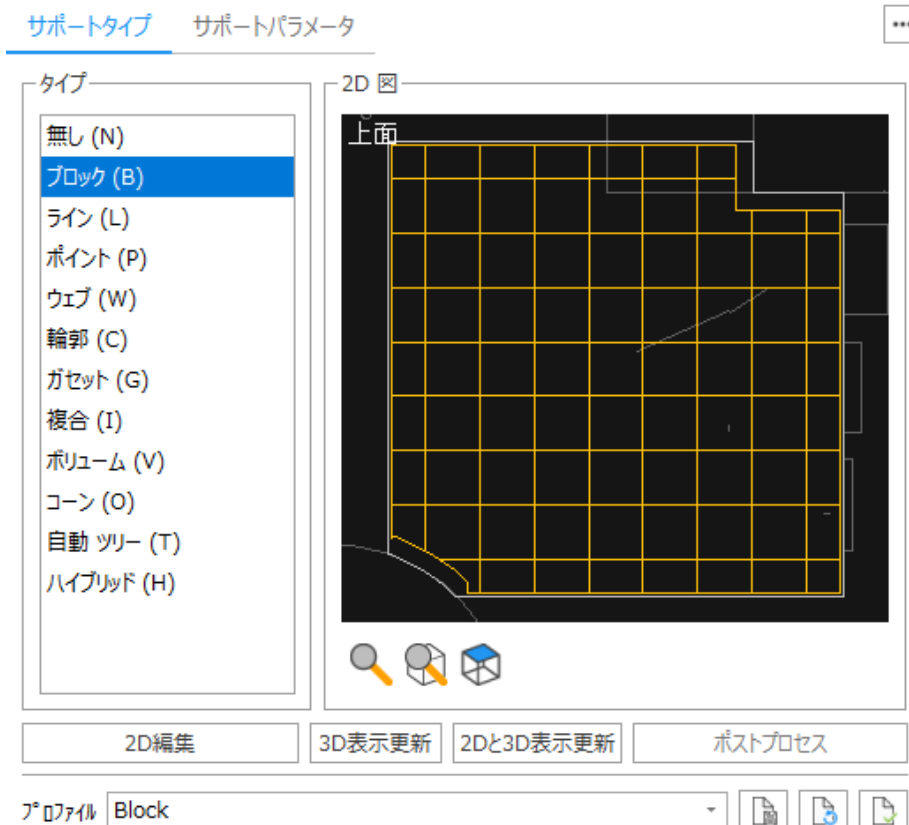 サポートタイプ サポートパラメータ
タイプ
無し (N)
ブロック (B)
ライン (L)
ポイント (P)
ウェブ (W)
輪郭 (C)
ガセット (G)
複合 (I)
ボリューム (V)
コーン (O)
自動 ツリー (T)
ハイブリッド (H)
2D 図
上面
2D編集 3D表示更新 2Dと3D表示更新 ポストプロセス
プロファイル Block